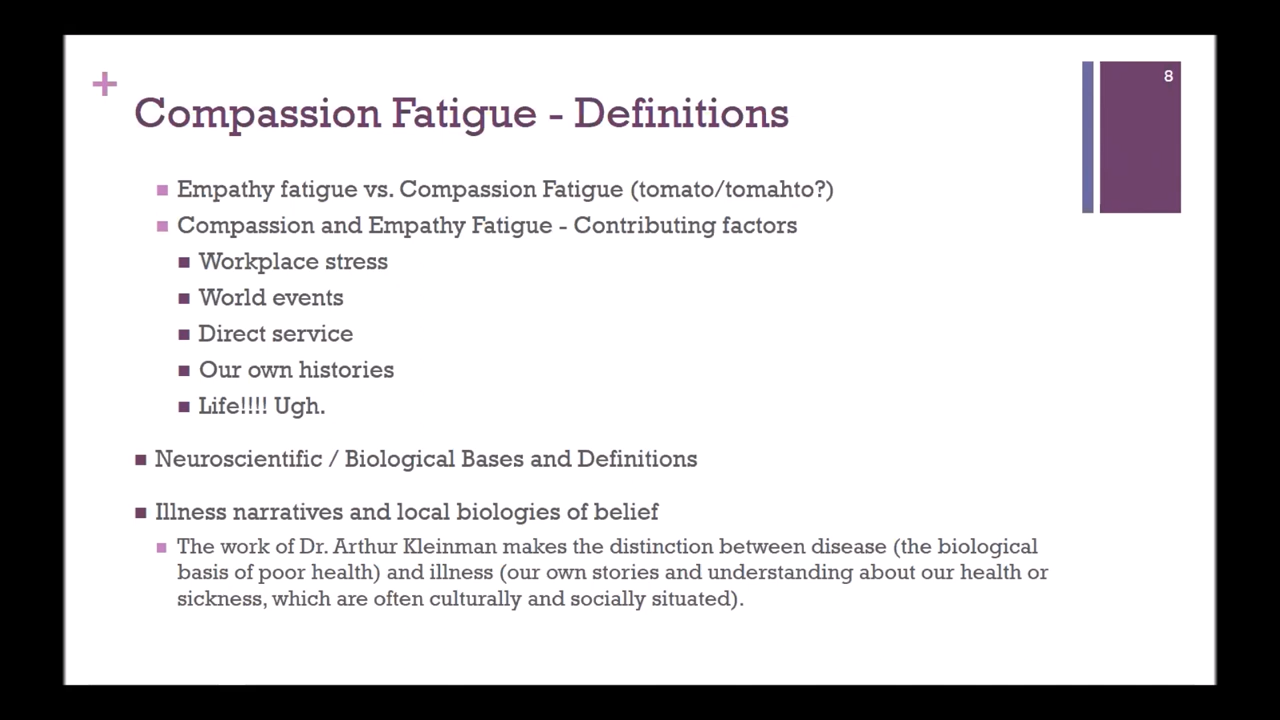 8
+
Compassion Fatigue - Definitions
■ Empathy fatigue vs. Compassion Fatigue (tomato/tomahto?)
■ Compassion and Empathy Fatigue - Contributing factors
■ Workplace stress
■ World events
■ Direct service
■ Our own histories
■ Life!!!! Ugh.
■ Neuroscientific / Biological Bases and Definitions
■ Illness narratives and local biologies of belief
■ The work of Dr. Arthur Kleinman makes the distinction between disease (the biological
basis of poor health) and illness (our own stories and understanding about our health or
sickness, which are often culturally and socially situated).